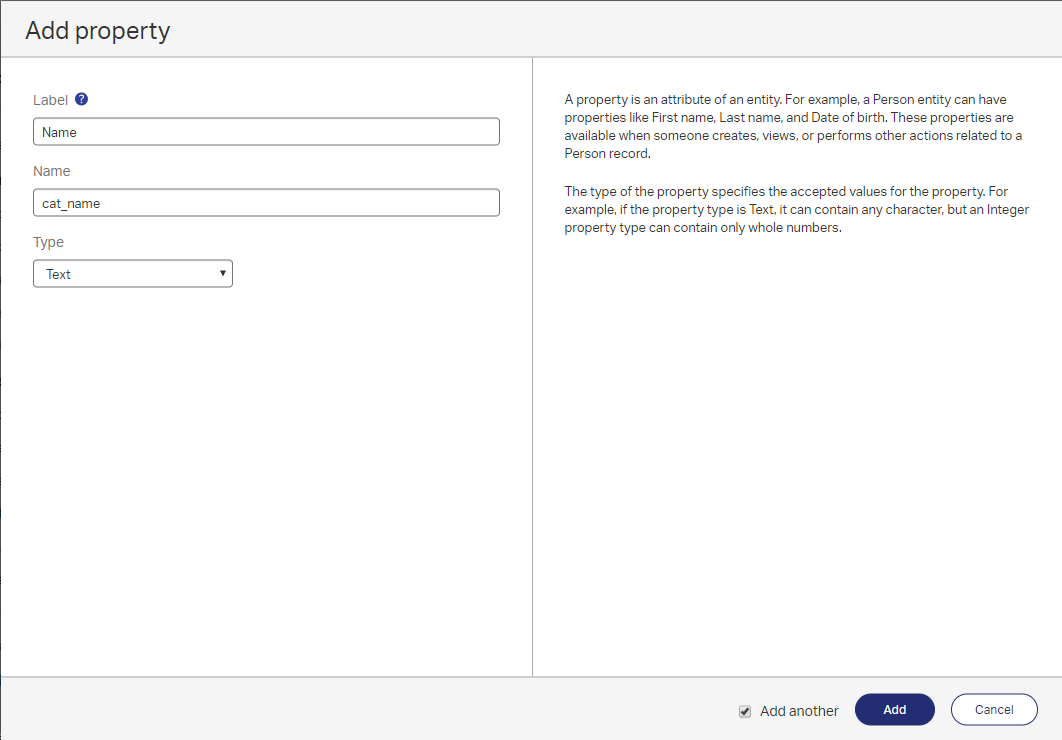 Add property
Label ?
Name
Name
cat_name
Type
Text
A property is an attribute of an entity. For example, a Person entity can have
properties like First name, Last name, and Date of birth. These properties are
available when someone creates, views, or performs other actions related to a
Person record.
The type of the property specifies the accepted values for the property. For
example, if the property type is Text, it can contain any character, but an Integer
property type can contain only whole numbers.
Add another
Add
Cancel